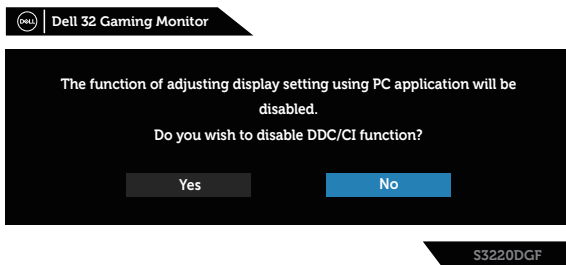 DELL
Dell 32 Gaming Monitor
The function of adjusting display setting using PC application will be
disabled.
Do you wish to disable DDC/CI function?
Yes
No
S3220DGF